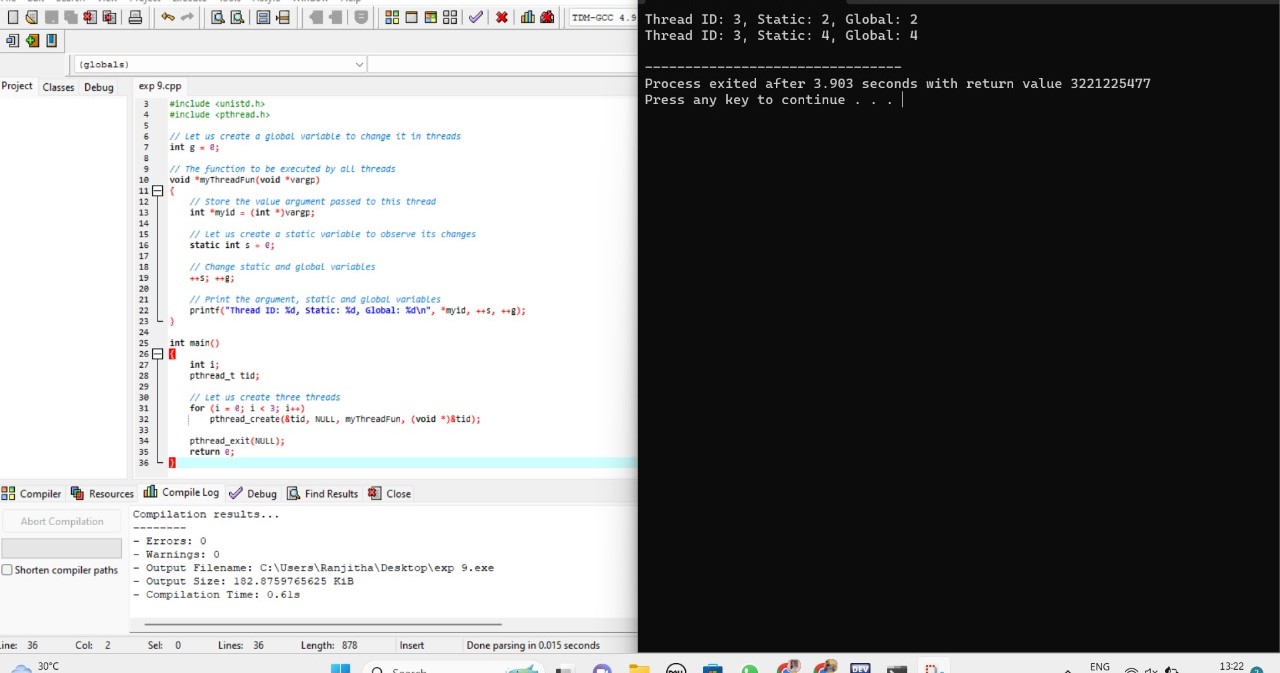 TDM-GCC 4.9
(globals)
Project Classes Debug
exp 9.cpp
3 #include <unistd.h>
4 #include <pthread.h>
5
6 // Let us create a global variable to change it in threads
7 int g = 0;
8
9 // The function to be executed by all threads
10 void *myThreadFun(void *vargp)
11 {
12 // Store the value argument passed to this thread
13 int *myid = (int *)vargp;
14
15 // Let us create a static variable to observe its changes
16 static int s = 0;
17
18 // Change static and global variables
19 ++s; ++g;
20
21 // Print the argument, static and global variables
22 printf("Thread ID: %d, Static: %d, Global: %d\n", *myid, ++s, ++g);
23 }
24
25 int main()
26 {
27 int i;
28 pthread_t tid;
29
30 // Let us create three threads
31 for (i = 0; i < 3; i++)
32 pthread_create(&tid, NULL, myThreadFun, (void *)&tid);
33
34 pthread_exit(NULL);
35 return 0;
36 }
Compiler Resources Compile Log Debug Find Results Close
Abort Compilation
Shorten compiler paths
Compilation results...
--------
- Errors: 0
- Warnings: 0
- Output Filename: C:\Users\Ranjitha\Desktop\exp 9.exe
- Output Size: 182.8759765625 KiB
- Compilation Time: 0.61s
Line: 36 Col: 2 Sel: 0 Lines: 36 Length: 878 Insert Done parsing in 0.015 seconds
Thread ID: 3, Static: 2, Global: 2
Thread ID: 3, Static: 4, Global: 4
--------------------------------
Process exited after 3.903 seconds with return value 3221225477
Press any key to continue . . .
30°C
Search
DEV
ENG
13:22